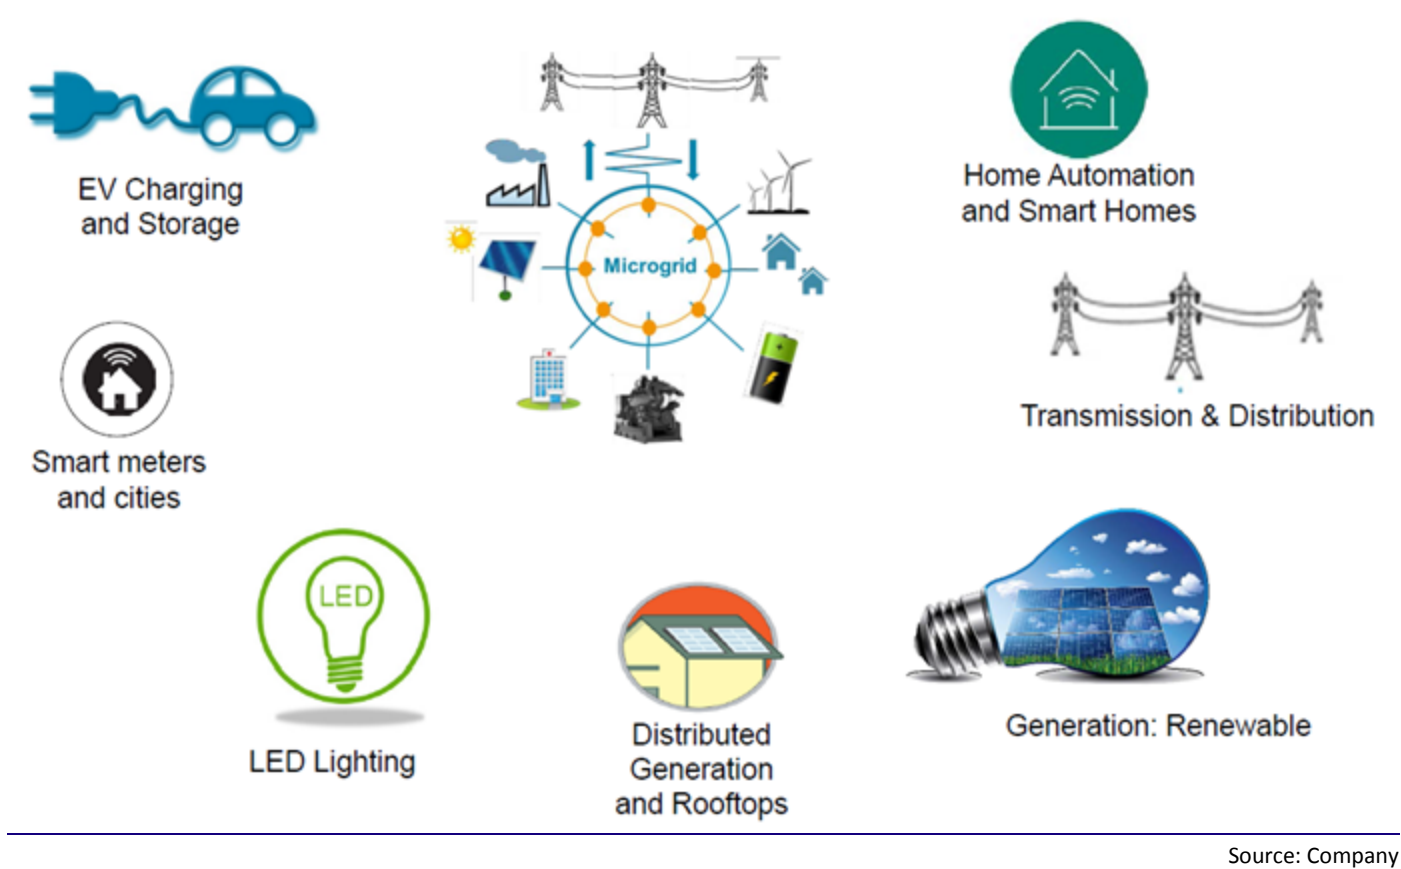 EV Charging
and Storage
Microgrid
Home Automation
and Smart Homes
Transmission & Distribution
Smart meters
and cities
LED
LED Lighting
Distributed
Generation
and Rooftops
Generation: Renewable
Source: Company